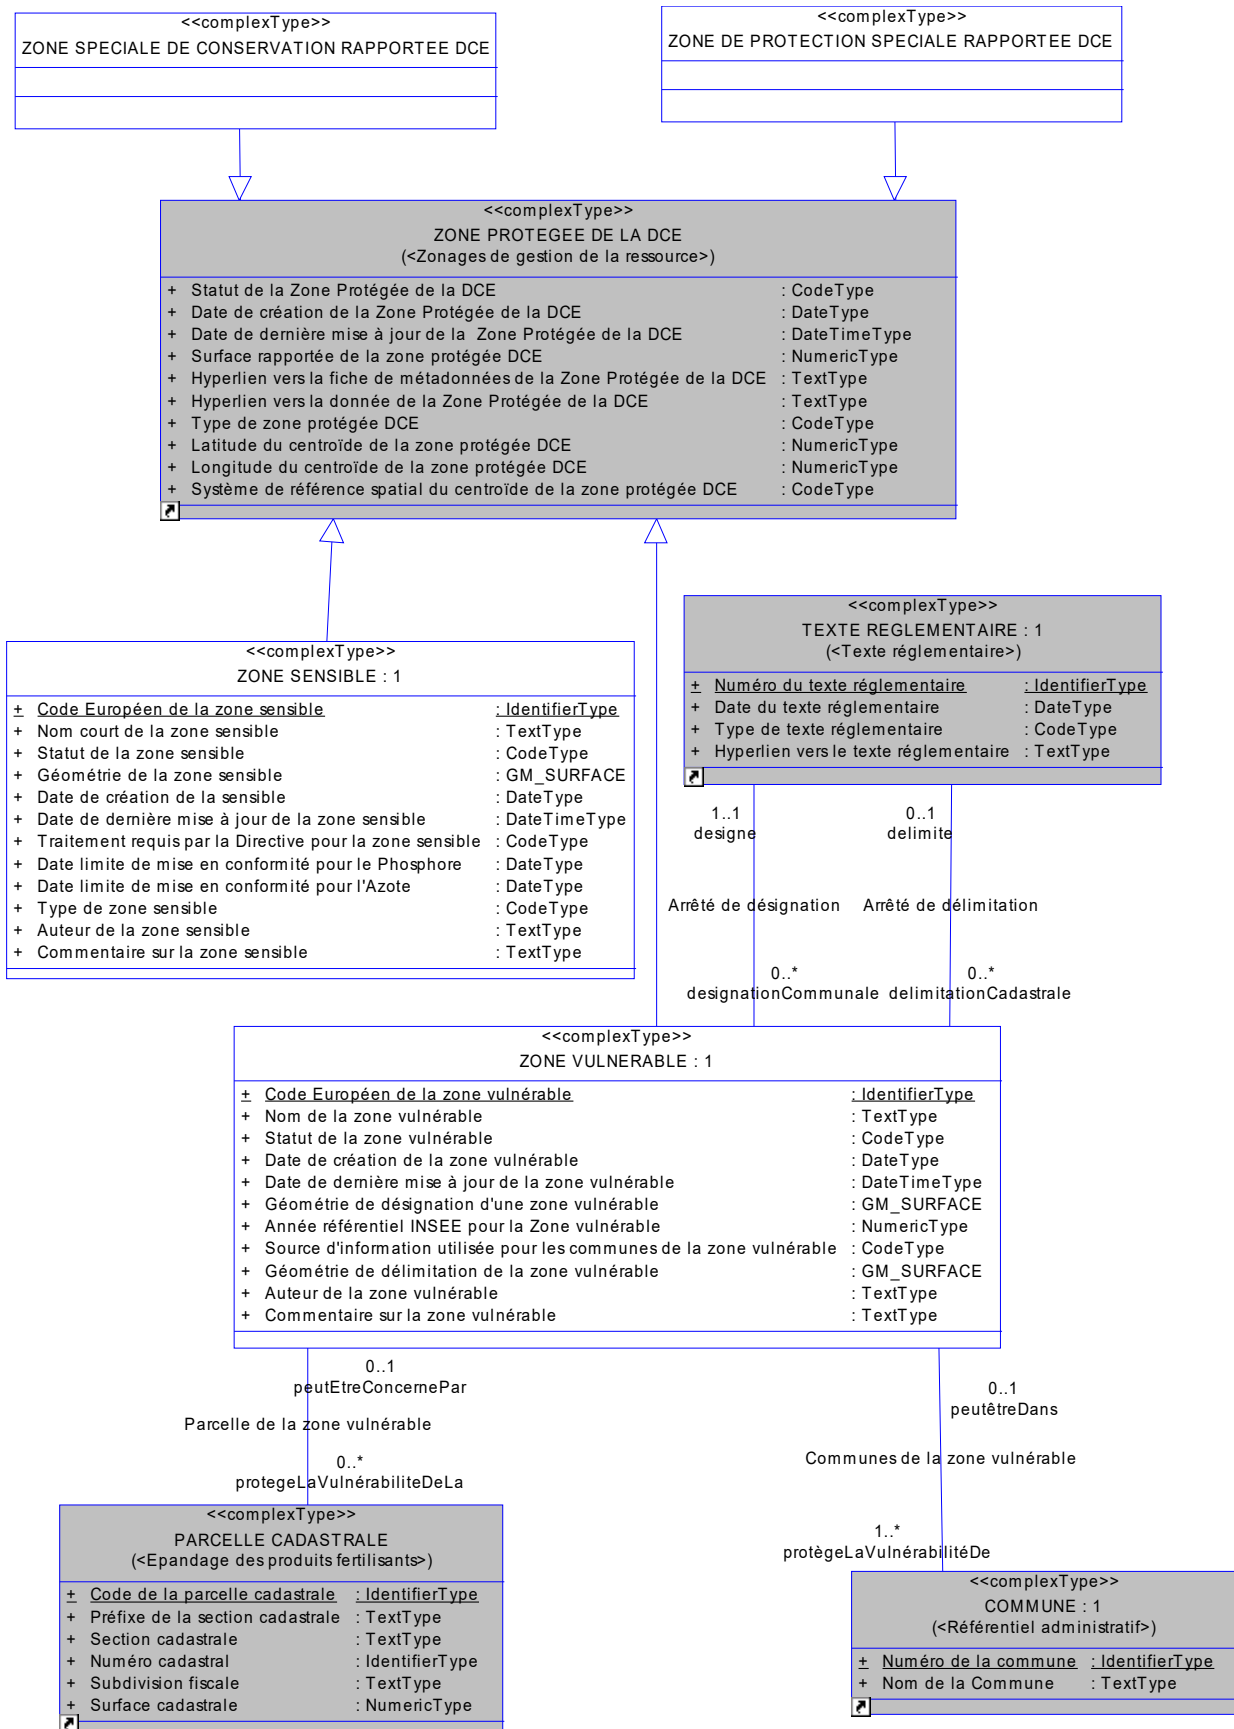 <<complexType>>
ZONE SPECIALE DE CONSERVATION RAPPORTEE DCE
<<complexType>>
ZONE DE PROTECTION SPECIALE RAPPORTEE DCE
<<complexType>>
ZONE PROTEGEE DE LA DCE
(<Zonages de gestion de la ressource>)
+ Statut de la Zone Protégée de la DCE : CodeType
+ Date de création de la Zone Protégée de la DCE : DateType
+ Date de dernière mise à jour de la Zone Protégée de la DCE : DateTimeType
+ Surface rapportée de la zone protégée DCE : NumericType
+ Hyperlien vers la fiche de métadonnées de la Zone Protégée de la DCE : TextType
+ Hyperlien vers la donnée de la Zone Protégée de la DCE : TextType
+ Type de zone protégée DCE : CodeType
+ Latitude du centroïde de la zone protégée DCE : NumericType
+ Longitude du centroïde de la zone protégée DCE : NumericType
+ Système de référence spatial du centroïde de la zone protégée DCE : CodeType
<<complexType>>
TEXTE REGLEMENTAIRE : 1
(<Texte réglementaire>)
+ Numéro du texte réglementaire : IdentifierType
+ Date du texte réglementaire : DateType
+ Type de texte réglementaire : CodeType
+ Hyperlien vers le texte réglementaire : TextType
<<complexType>>
ZONE SENSIBLE : 1
+ Code Européen de la zone sensible : IdentifierType
+ Nom court de la zone sensible : TextType
+ Statut de la zone sensible : CodeType
+ Géométrie de la zone sensible : GM_SURFACE
+ Date de création de la sensible : DateType
+ Date de dernière mise à jour de la zone sensible : DateTimeType
+ Traitement requis par la Directive pour la zone sensible : CodeType
+ Date limite de mise en conformité pour le Phosphore : DateType
+ Date limite de mise en conformité pour l'Azote : DateType
+ Type de zone sensible : CodeType
+ Auteur de la zone sensible : TextType
+ Commentaire sur la zone sensible : TextType
1..1
designe
0..1
delimite
Arrêté de désignation
Arrêté de délimitation
0..*
designationCommunale
0..*
delimitationCadastrale
<<complexType>>
ZONE VULNERABLE : 1
+ Code Européen de la zone vulnérable : IdentifierType
+ Nom de la zone vulnérable : TextType
+ Statut de la zone vulnérable : CodeType
+ Date de création de la zone vulnérable : DateType
+ Date de dernière mise à jour de la zone vulnérable : DateTimeType
+ Géométrie de désignation d'une zone vulnérable : GM_SURFACE
+ Année référentiel INSEE pour la Zone vulnérable : NumericType
+ Source d'information utilisée pour les communes de la zone vulnérable : CodeType
+ Géométrie de délimitation de la zone vulnérable : GM_SURFACE
+ Auteur de la zone vulnérable : TextType
+ Commentaire sur la zone vulnérable : TextType
0..1
peutEtreConcernePar
Parcelle de la zone vulnérable
0..*
protegeLaVulnérabiliteDeLa
0..1
peutêtreDans
Communes de la zone vulnérable
1..*
protègeLaVulnérabilitéDe
<<complexType>>
PARCELLE CADASTRALE
(<Epandage des produits fertilisants>)
+ Code de la parcelle cadastrale : IdentifierType
+ Préfixe de la section cadastrale : TextType
+ Section cadastrale : TextType
+ Numéro cadastral : IdentifierType
+ Subdivision fiscale : TextType
+ Surface cadastrale : NumericType
<<complexType>>
COMMUNE : 1
(<Référentiel administratif>)
+ Numéro de la commune : IdentifierType
+ Nom de la Commune : TextType